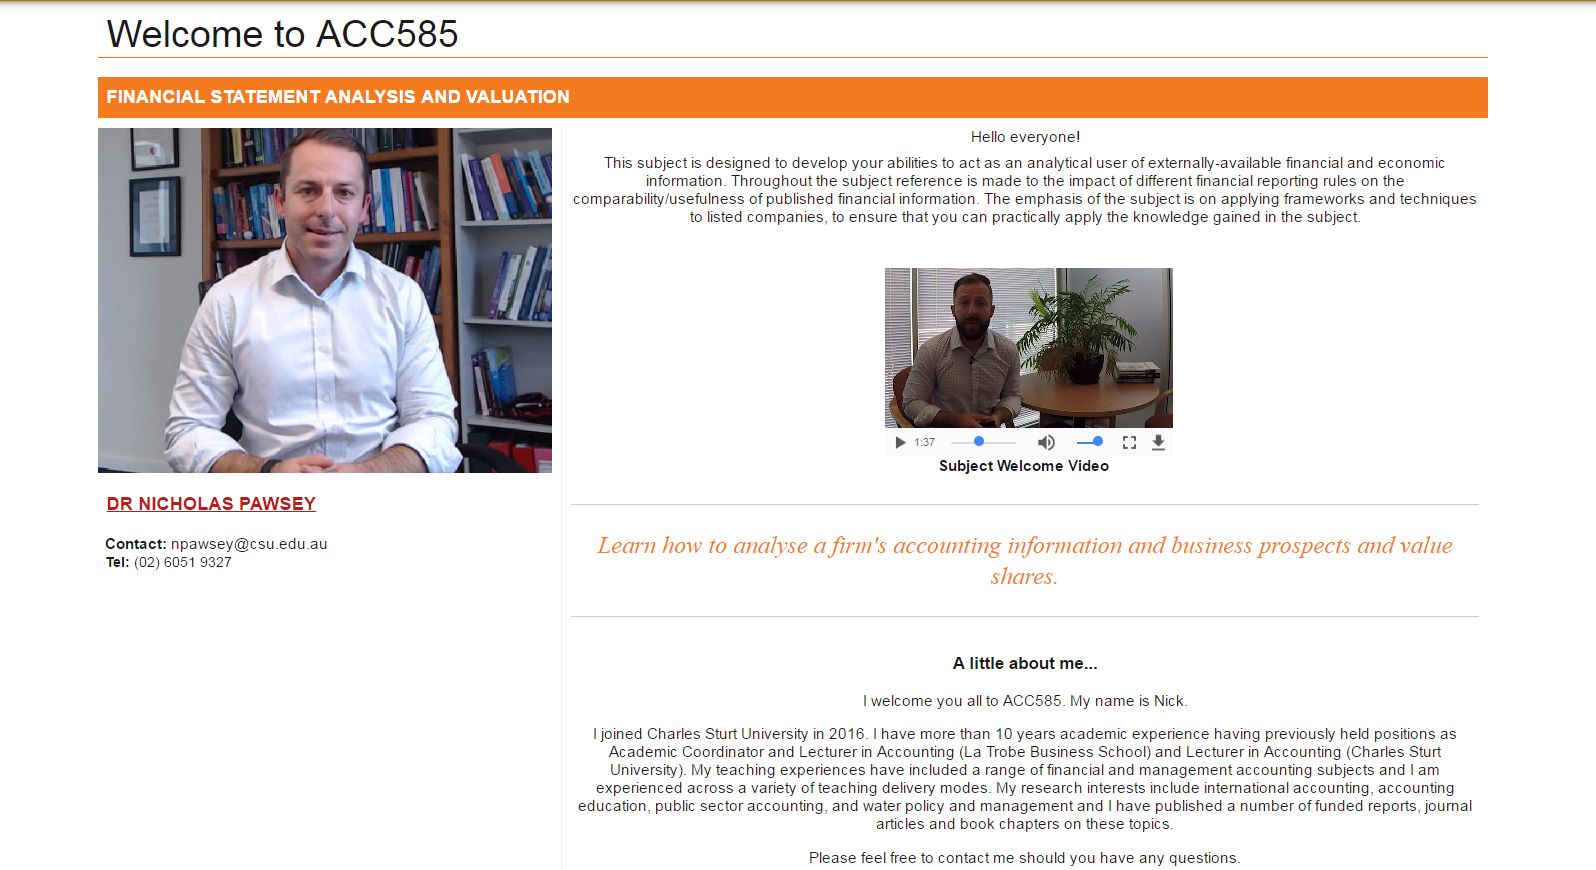 Welcome to ACC585
FINANCIAL STATEMENT ANALYSIS AND VALUATION
DR NICHOLAS PAWSEY
Contact: npawsey@csu.edu.au
Tel: (02) 6051 9327
Hello everyone!
This subject is designed to develop your abilities to act as an analytical user of externally-available financial and economic
information. Throughout the subject reference is made to the impact of different financial reporting rules on the
comparability/usefulness of published financial information. The emphasis of the subject is on applying frameworks and techniques
to listed companies, to ensure that you can practically apply the knowledge gained in the subject.
1:37
Subject Welcome Video
Learn how to analyse a firm's accounting information and business prospects and value
shares.
A little about me...
I welcome you all to ACC585. My name is Nick.
I joined Charles Sturt University in 2016. I have more than 10 years academic experience having previously held positions as
Academic Coordinator and Lecturer in Accounting (La Trobe Business School) and Lecturer in Accounting (Charles Sturt
University). My teaching experiences have included a range of financial and management accounting subjects and I am
experienced across a variety of teaching delivery modes. My research interests include international accounting, accounting
education, public sector accounting, and water policy and management and I have published a number of funded reports, journal
articles and book chapters on these topics.
Please feel free to contact me should you have any questions.